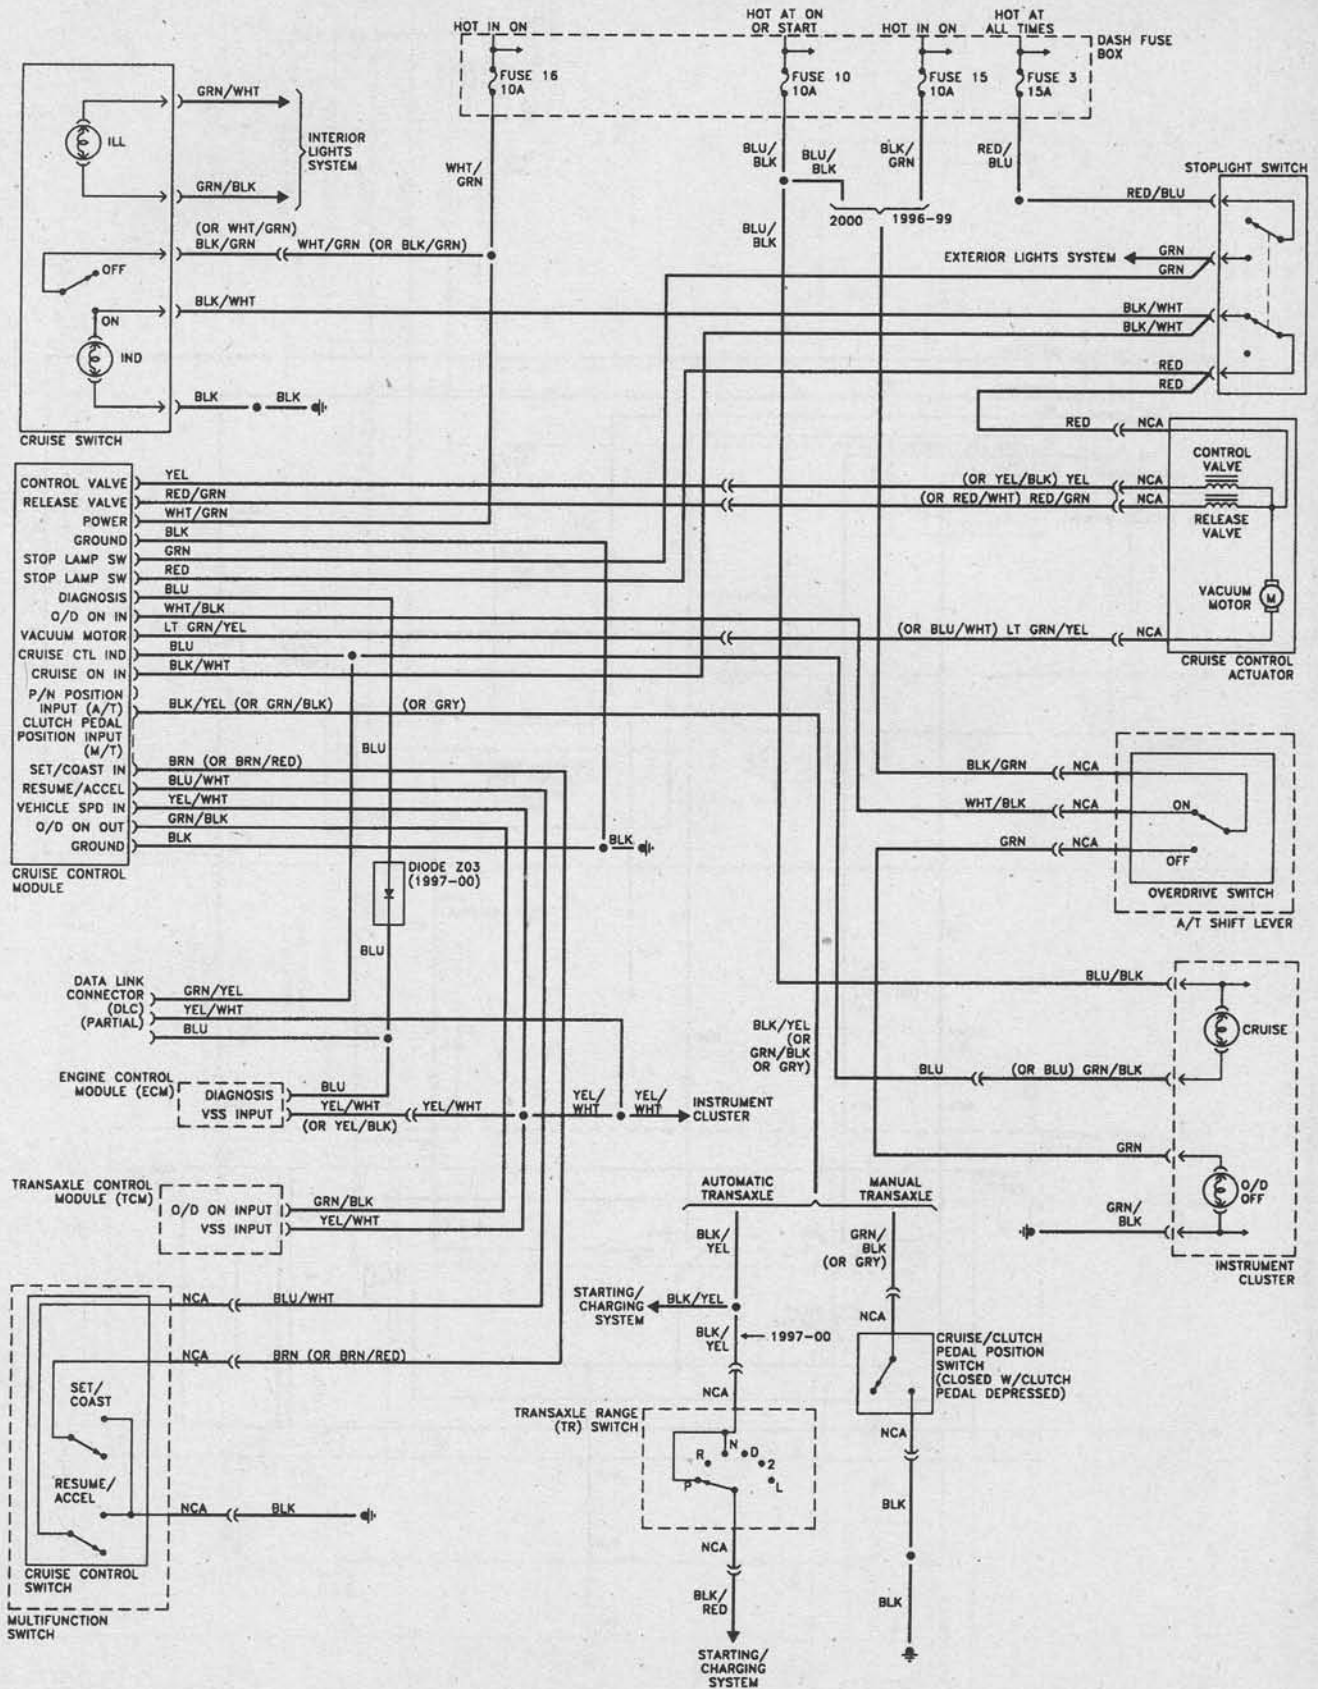 HOT IN ON
HOT AT ON
OR START
HOT IN ON
HOT AT
ALL TIMES
DASH FUSE
BOX
FUSE 16
10A
FUSE 10
10A
FUSE 15
10A
FUSE 3
15A
GRN/WHT
ILL
INTERIOR
LIGHTS
SYSTEM
GRN/BLK
(OR WHT/GRN)
BLK/GRN
WHT/GRN (OR BLK/GRN)
OFF
BLK/WHT
ON
IND
BLK
BLK
CRUISE SWITCH
WHT/
GRN
BLU/
BLK
BLU/
BLK
BLK/
GRN
RED/
BLU
2000
1996-99
BLU/
BLK
STOPLIGHT SWITCH
RED/BLU
EXTERIOR LIGHTS SYSTEM
GRN
GRN
BLK/WHT
BLK/WHT
RED
RED
RED
NCA
CONTROL
VALVE
(OR YEL/BLK) YEL
NCA
(OR RED/WHT) RED/GRN
NCA
RELEASE
VALVE
VACUUM
MOTOR
M
(OR BLU/WHT) LT GRN/YEL
NCA
CRUISE CONTROL
ACTUATOR
CONTROL VALVE
YEL
RELEASE VALVE
RED/GRN
POWER
WHT/GRN
GROUND
BLK
STOP LAMP SW
GRN
STOP LAMP SW
RED
DIAGNOSIS
BLU
O/D ON IN
WHT/BLK
VACUUM MOTOR
LT GRN/YEL
CRUISE CTL IND
BLU
CRUISE ON IN
BLK/WHT
P/N POSITION
INPUT (A/T)
BLK/YEL (OR GRN/BLK)
(OR GRY)
CLUTCH PEDAL
POSITION INPUT
(M/T)
SET/COAST IN
BRN (OR BRN/RED)
RESUME/ACCEL
BLU/WHT
VEHICLE SPD IN
YEL/WHT
O/D ON OUT
GRN/BLK
GROUND
BLK
CRUISE CONTROL
MODULE
BLU
BLK
DIODE Z03
(1997-00)
BLU
BLK/GRN
NCA
WHT/BLK
NCA
ON
GRN
NCA
OFF
OVERDRIVE SWITCH
A/T SHIFT LEVER
DATA LINK
CONNECTOR
(DLC)
(PARTIAL)
GRN/YEL
YEL/WHT
BLU
ENGINE CONTROL
MODULE (ECM)
DIAGNOSIS
BLU
VSS INPUT
YEL/WHT
YEL/WHT
(OR YEL/BLK)
YEL/
WHT
YEL/
WHT
INSTRUMENT
CLUSTER
BLK/YEL
(OR
GRN/BLK
OR GRY)
BLU/BLK
CRUISE
BLU
(OR BLU) GRN/BLK
GRN
O/D
OFF
GRN/
BLK
INSTRUMENT
CLUSTER
TRANSAXLE CONTROL
MODULE (TCM)
O/D ON INPUT
GRN/BLK
VSS INPUT
YEL/WHT
AUTOMATIC
TRANSAXLE
MANUAL
TRANSAXLE
BLK/
YEL
GRN/
BLK
(OR GRY)
STARTING/
CHARGING
SYSTEM
BLK/YEL
BLK/
YEL
1997-00
NCA
NCA
CRUISE/CLUTCH
PEDAL POSITION
SWITCH
(CLOSED W/CLUTCH
PEDAL DEPRESSED)
NCA
BLU/WHT
NCA
BRN (OR BRN/RED)
SET/
COAST
RESUME/
ACCEL
NCA
BLK
CRUISE CONTROL
SWITCH
MULTIFUNCTION
SWITCH
TRANSAXLE RANGE
(TR) SWITCH
P
R
N
D
2
L
NCA
BLK/
RED
STARTING/
CHARGING
SYSTEM
NCA
BLK
BLK